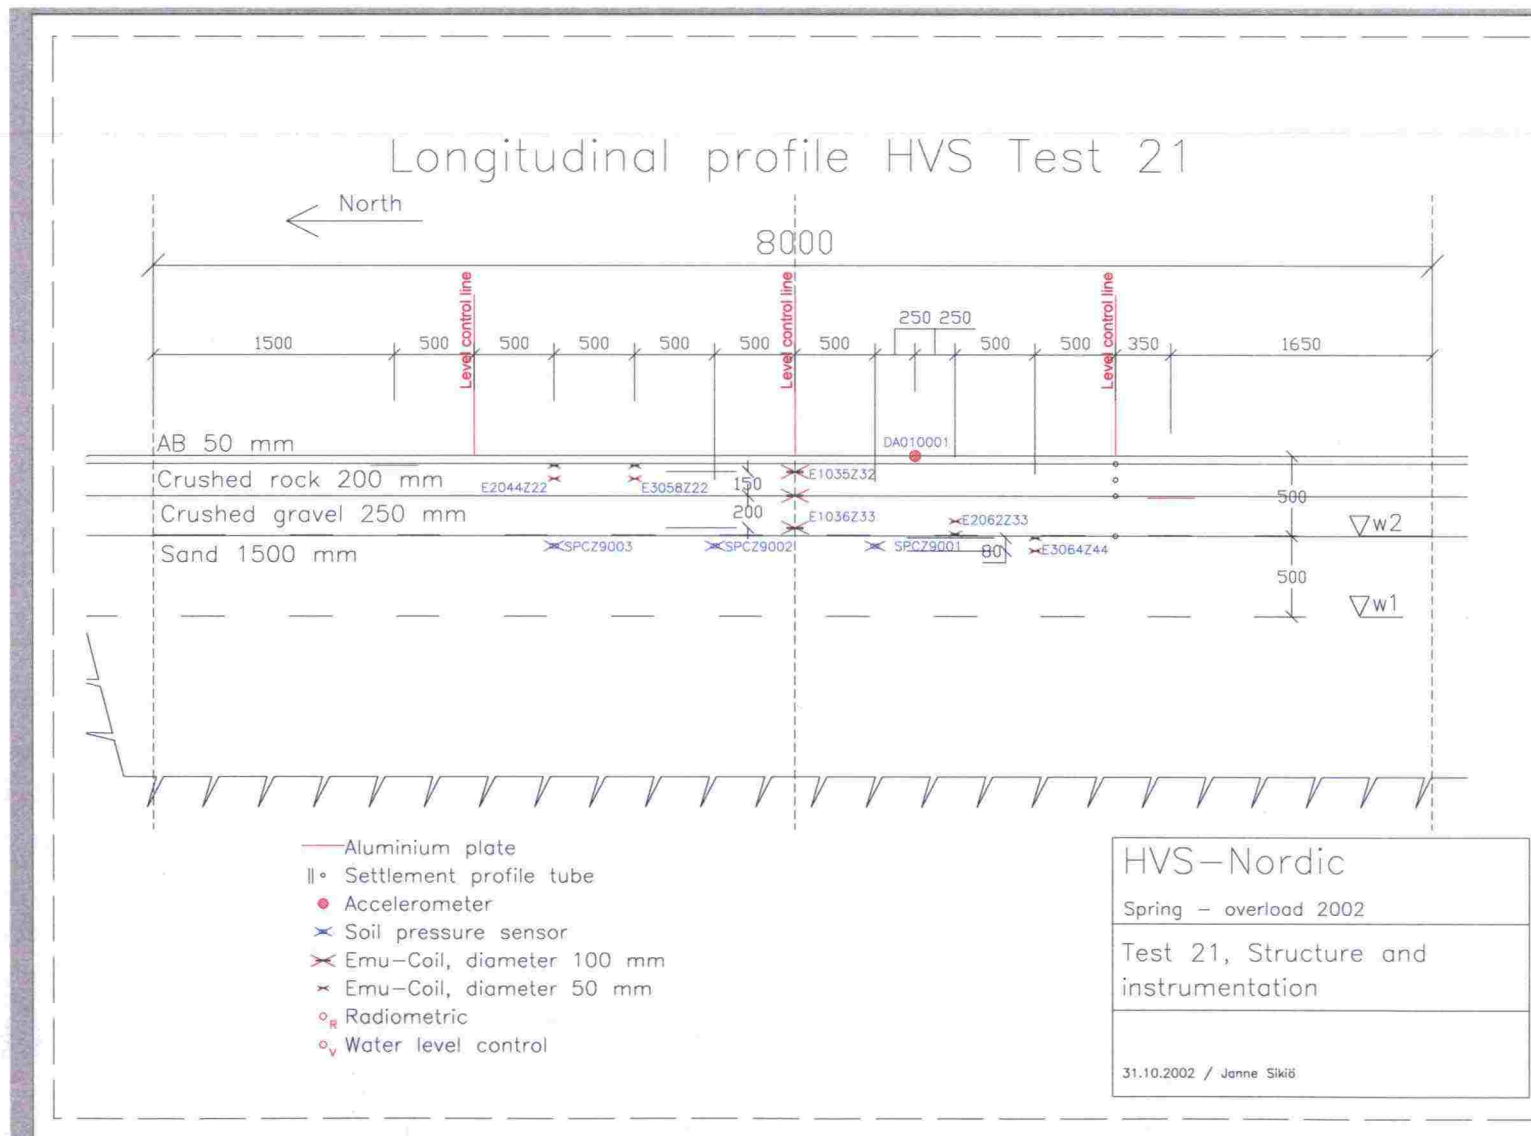 Longitudinal profile HVS Test 21
North
8000
Level control line
Level control line
Level control line
250 250
1500 500 500 500 500 500 500 500 500 350 1650
AB 50 mm
DA010001
Crushed rock 200 mm
E2044Z22
E3058Z22
150
E1035Z32
500
Crushed gravel 250 mm
200
E1036Z33
E2062Z33
w2
Sand 1500 mm
SPCZ9003
SPCZ9002
SPCZ9001
80
E3064Z44
500
w1
Aluminium plate
Settlement profile tube
Accelerometer
Soil pressure sensor
Emu-Coil, diameter 100 mm
Emu-Coil, diameter 50 mm
R Radiometric
V Water level control
HVS-Nordic
Spring - overload 2002
Test 21, Structure and
instrumentation
31.10.2002 / Janne Sikiö